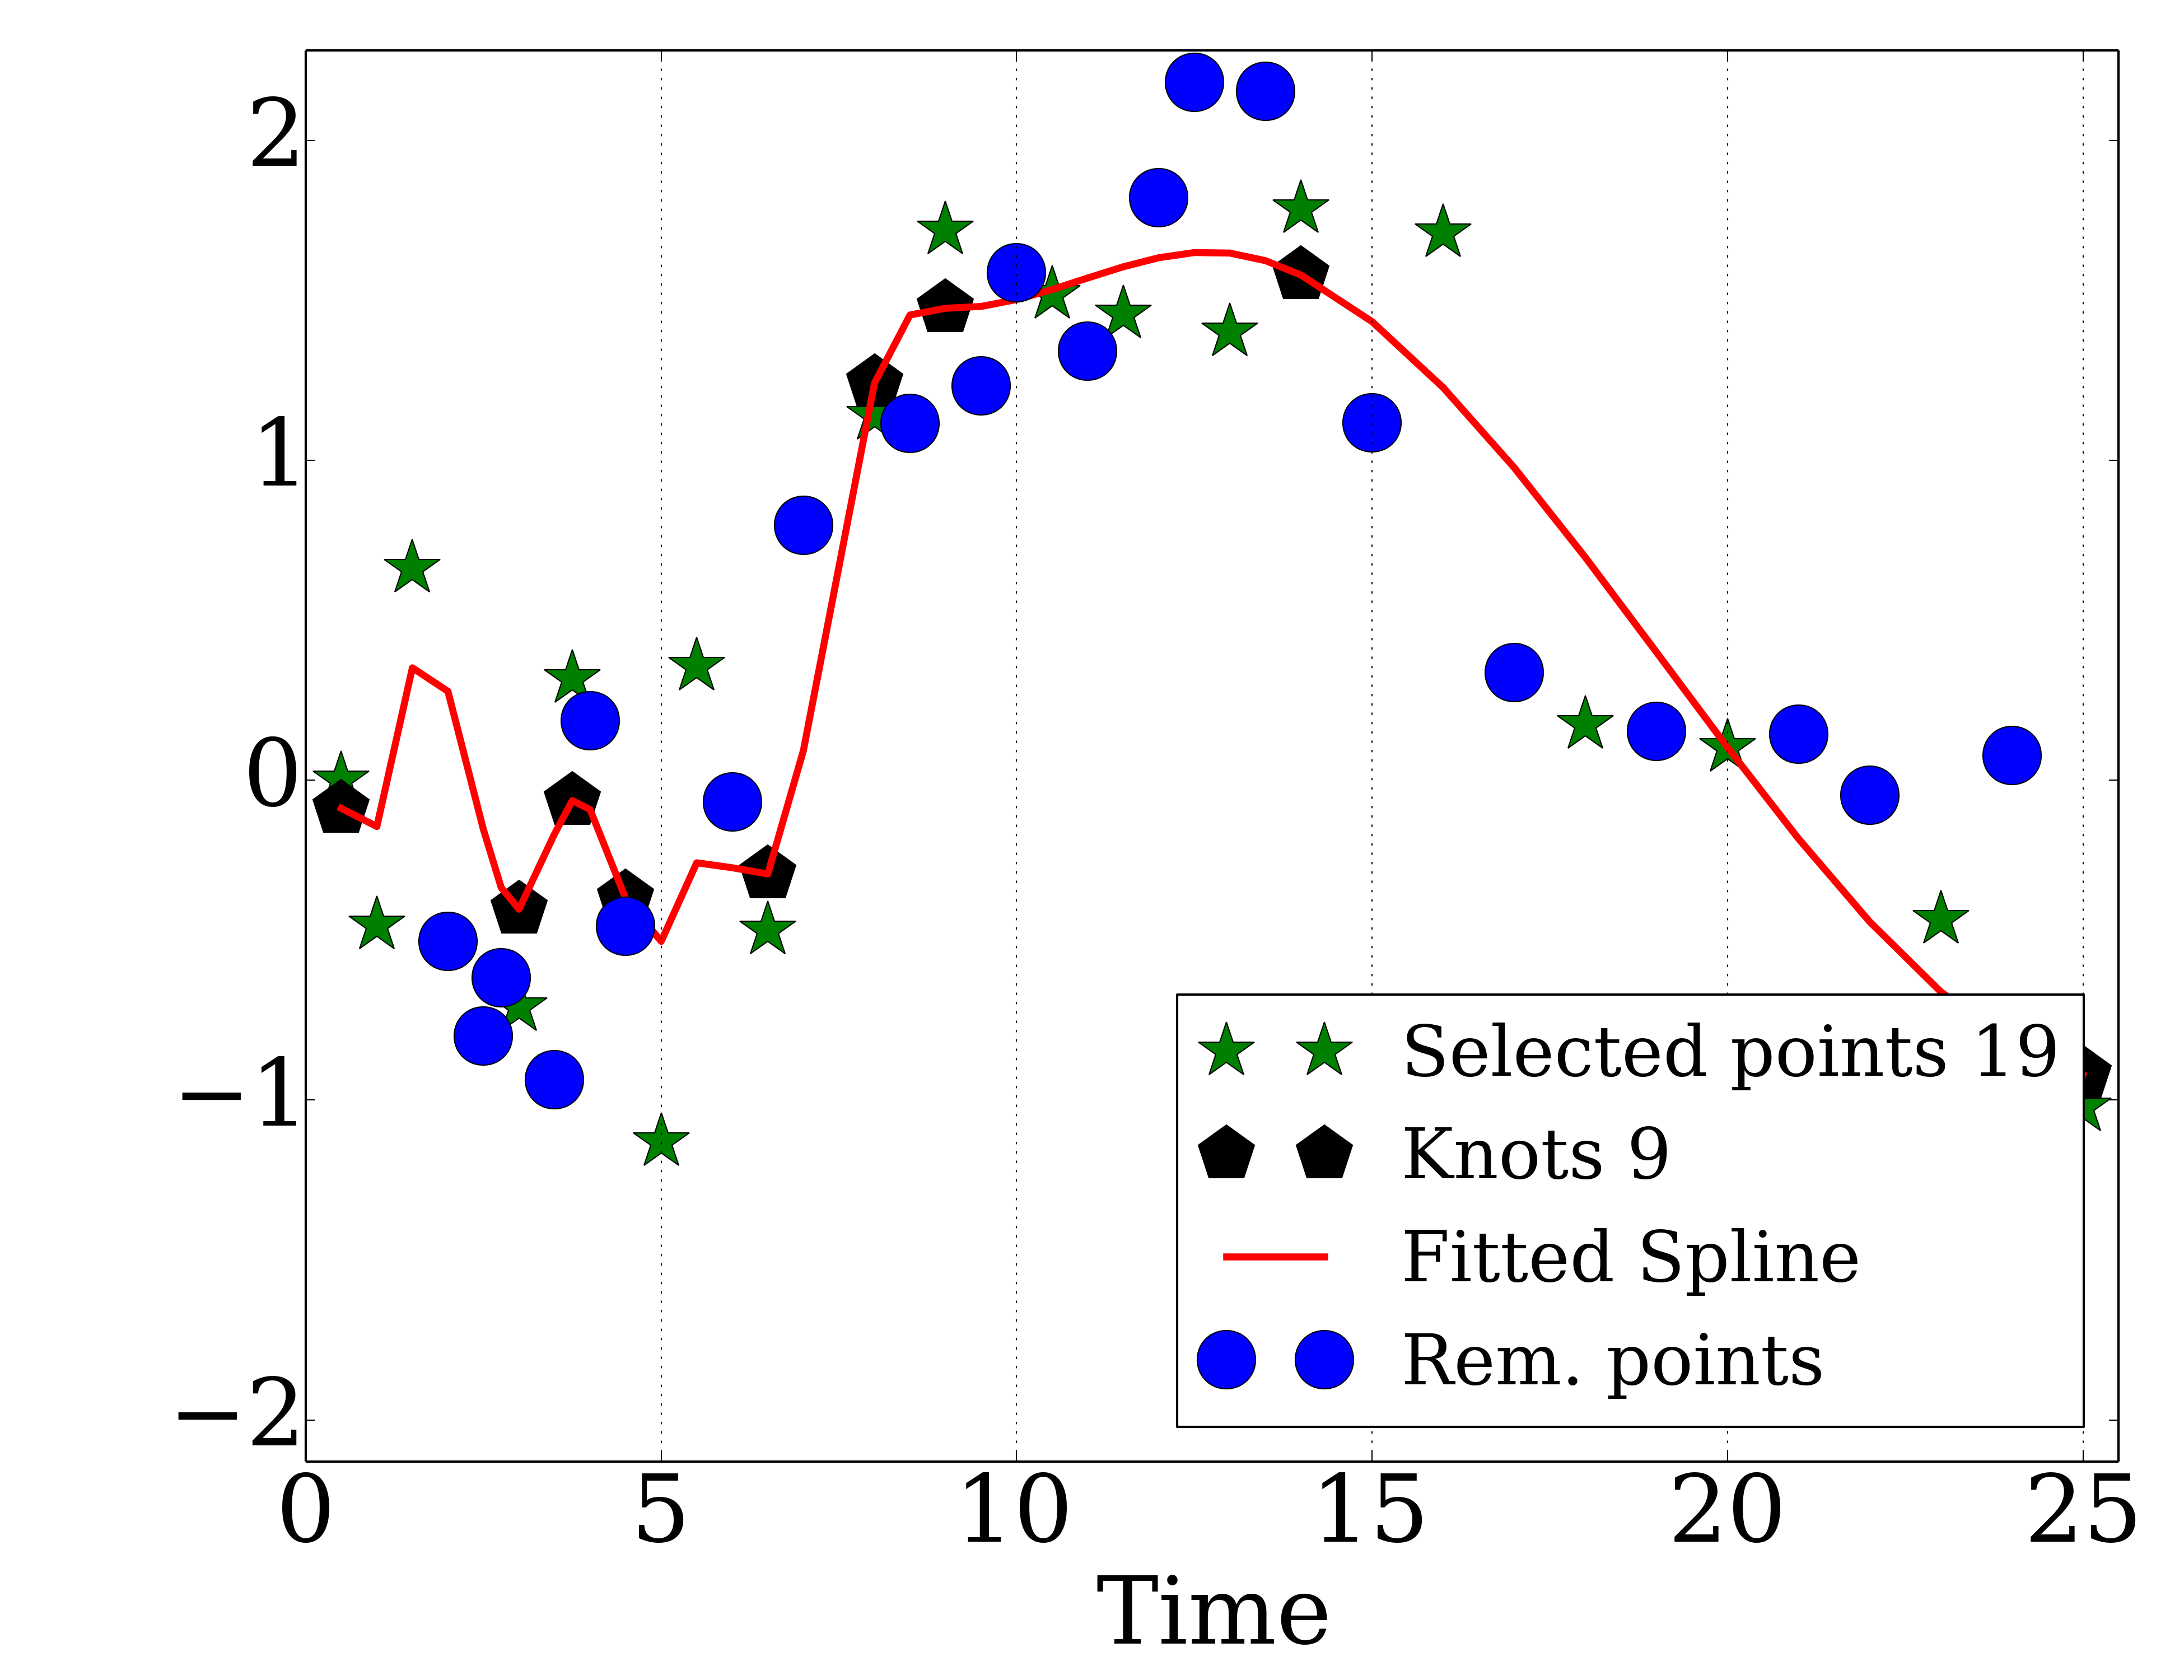 2
1
0
−1
−2
0 5 10 15 20 25
Time
Selected points 19
Knots 9
Fitted Spline
Rem. points